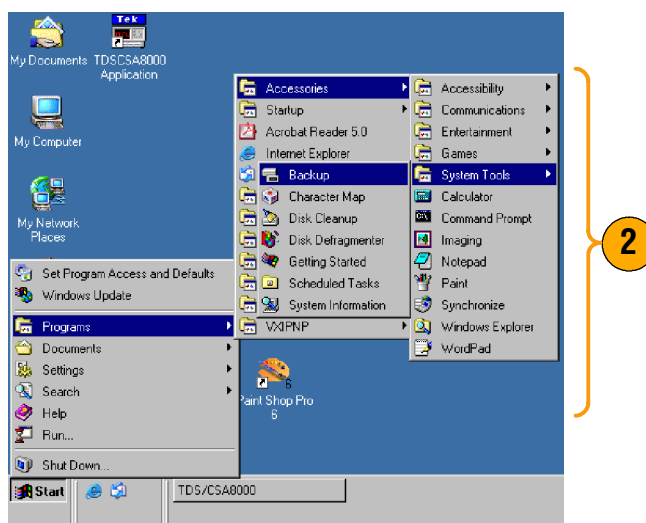 Tek
My Documents
TDSCSA8000
Application
My Computer
My Network
Places
Set Program Access and Defaults
Windows Update
Programs
Documents
Settings
Search
Help
Run...
Shut Down...
Accessories
Startup
Acrobat Reader 5.0
Internet Explorer
Backup
Character Map
Disk Cleanup
Disk Defragmenter
Getting Started
Scheduled Tasks
System Information
VXIPNP
Accessibility
Communications
Entertainment
Games
System Tools
Calculator
Command Prompt
Imaging
Notepad
Paint
Synchronize
Windows Explorer
WordPad
2
Paint Shop Pro
6
Start
TDS/CSA8000